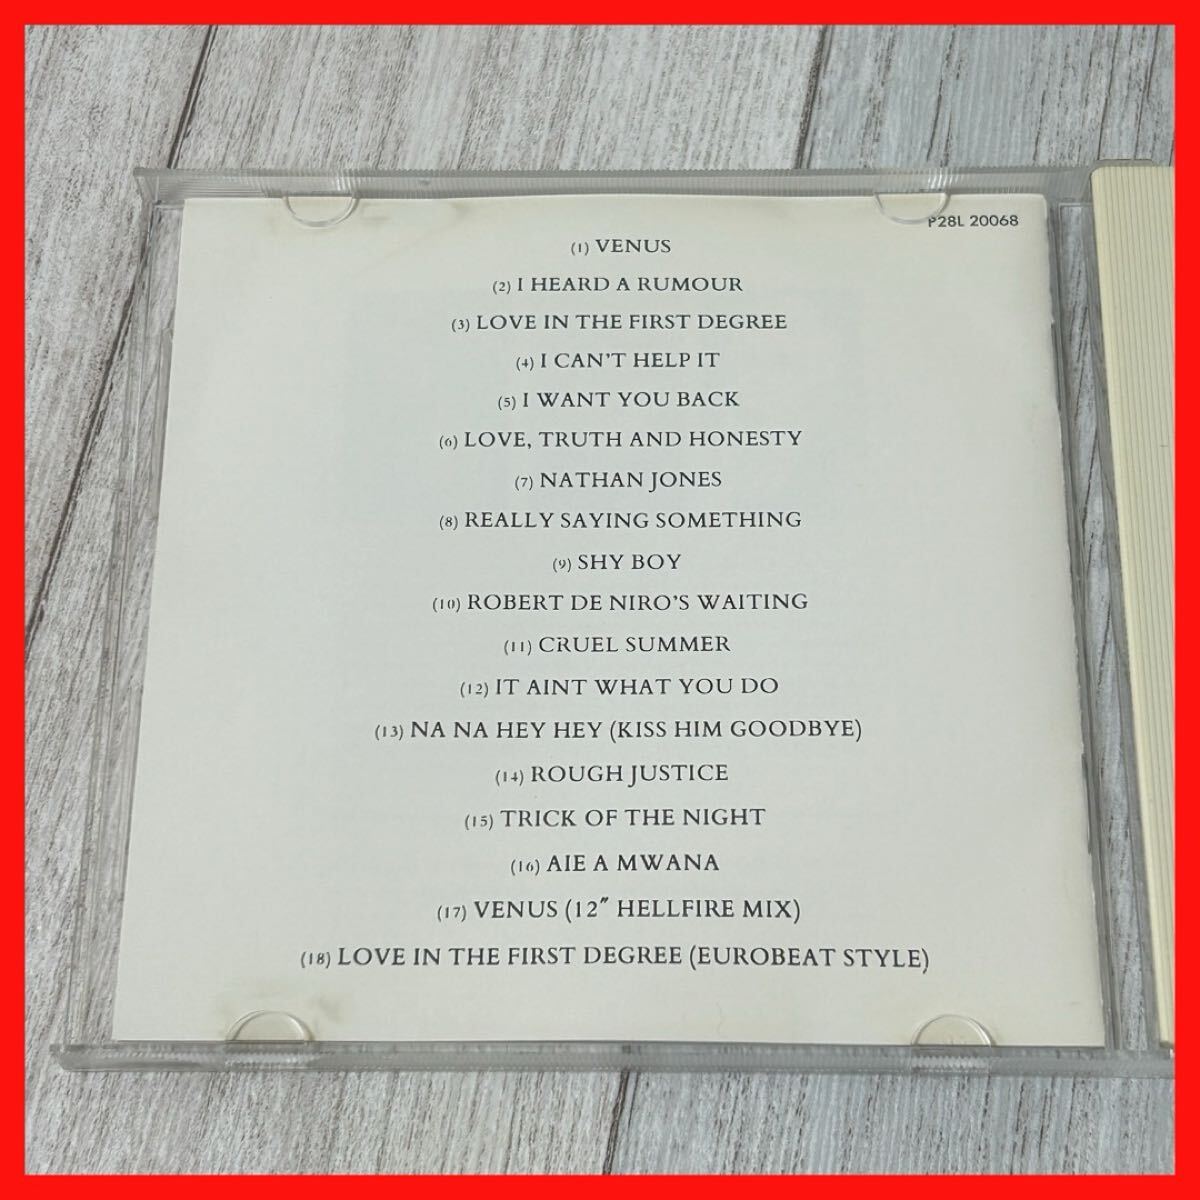 P28L 20068
(1) VENUS
(2) I HEARD A RUMOUR
(3) LOVE IN THE FIRST DEGREE
(4) I CAN'T HELP IT
(5) I WANT YOU BACK
(6) LOVE, TRUTH AND HONESTY
(7) NATHAN JONES
(8) REALLY SAYING SOMETHING
(9) SHY BOY
(10) ROBERT DE NIRO'S WAITING
(11) CRUEL SUMMER
(12) IT AINT WHAT YOU DO
(13) NA NA HEY HEY (KISS HIM GOODBYE)
(14) ROUGH JUSTICE
(15) TRICK OF THE NIGHT
(16) AIE A MWANA
(17) VENUS (12″ HELLFIRE MIX)
(18) LOVE IN THE FIRST DEGREE (EUROBEAT STYLE)